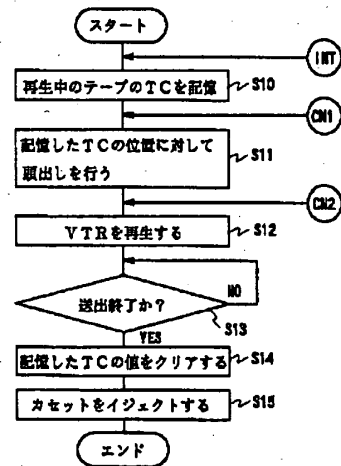 スタート
INT
再生中のテープのTCを記憶
S10
CN1
記憶したTCの位置に対して
頭出しを行う
S11
CN2
VTRを再生する
S12
送出終了か?
NO
S13
YES
記憶したTCの値をクリアする
S14
カセットをイジェクトする
S15
エンド